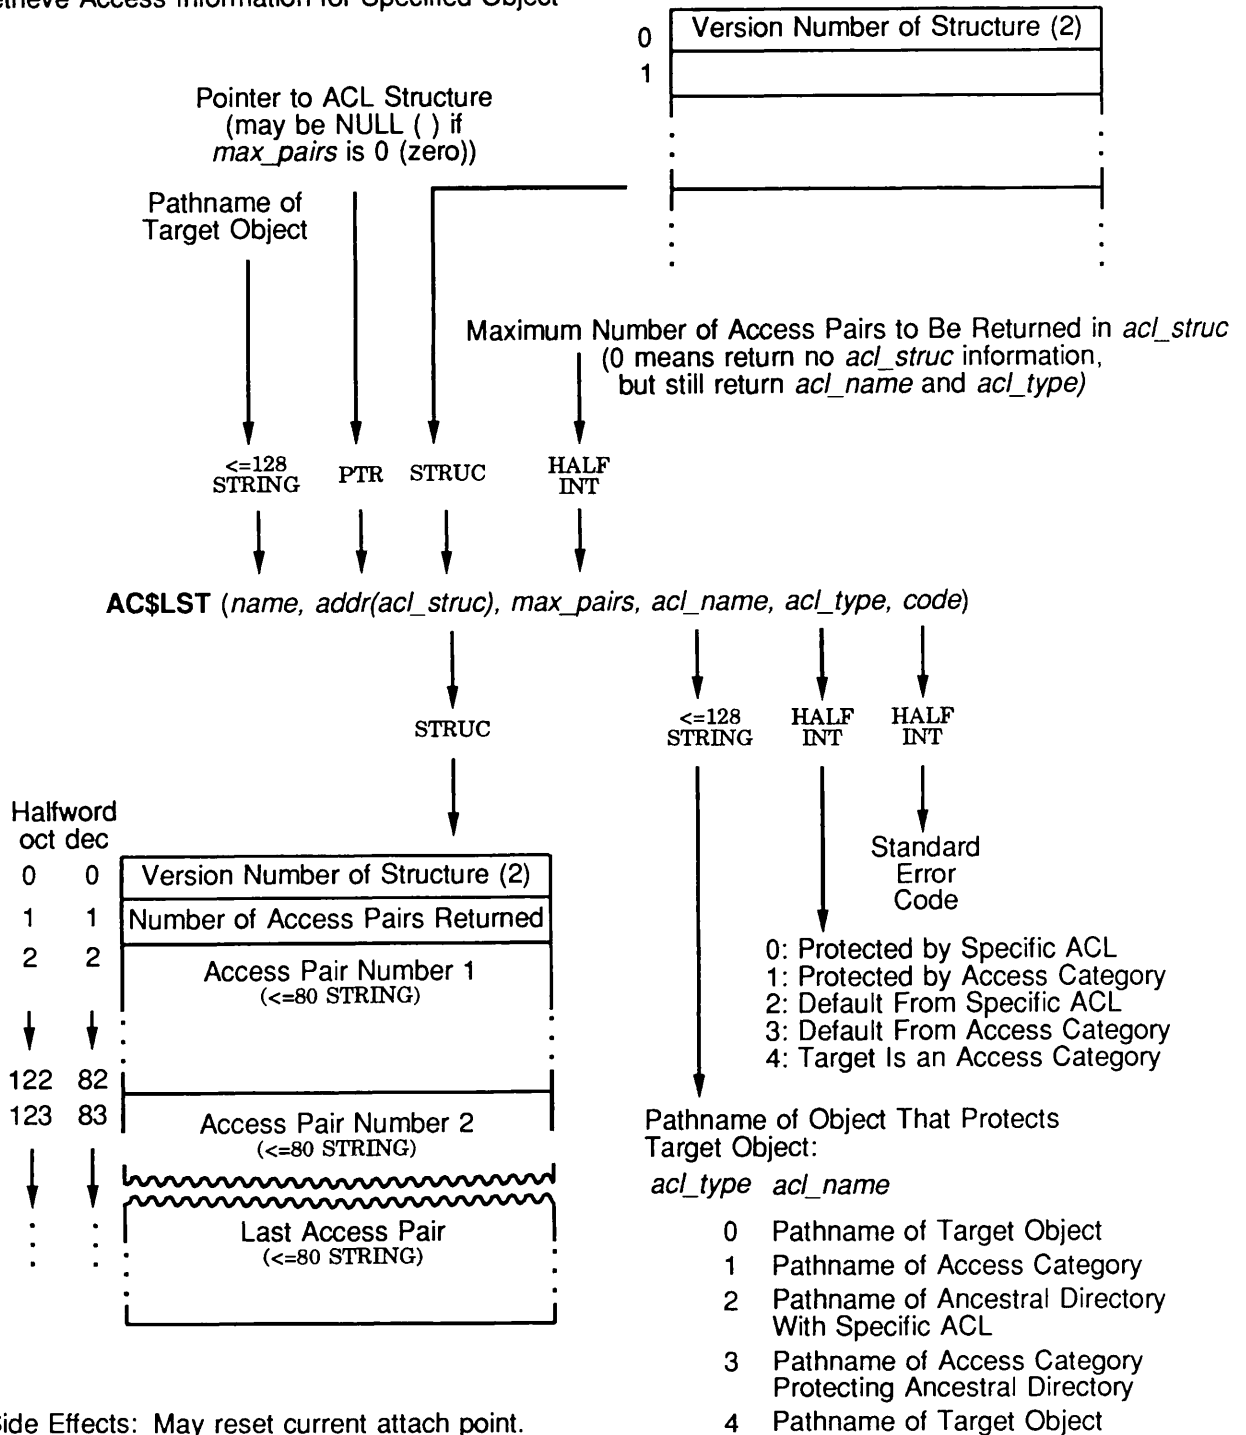 Retrieve Access Information for Specified Object
0 Version Number of Structure (2)
1
Pointer to ACL Structure
(may be NULL ( ) if
max_pairs is 0 (zero))
Pathname of
Target Object
Maximum Number of Access Pairs to Be Returned in acl_struc
(0 means return no acl_struc information,
but still return acl_name and acl_type)
<=128
STRING
PTR
STRUC
HALF
INT
AC$LST (name, addr(acl_struc), max_pairs, acl_name, acl_type, code)
STRUC
<=128
STRING
HALF
INT
HALF
INT
Standard
Error
Code
Halfword
oct dec
0 0 Version Number of Structure (2)
1 1 Number of Access Pairs Returned
2 2 Access Pair Number 1
(<=80 STRING)
122 82
123 83 Access Pair Number 2
(<=80 STRING)
Last Access Pair
(<=80 STRING)
0: Protected by Specific ACL
1: Protected by Access Category
2: Default From Specific ACL
3: Default From Access Category
4: Target Is an Access Category
Pathname of Object That Protects
Target Object:
acl_type acl_name
0 Pathname of Target Object
1 Pathname of Access Category
2 Pathname of Ancestral Directory
With Specific ACL
3 Pathname of Access Category
Protecting Ancestral Directory
4 Pathname of Target Object
Side Effects: May reset current attach point.